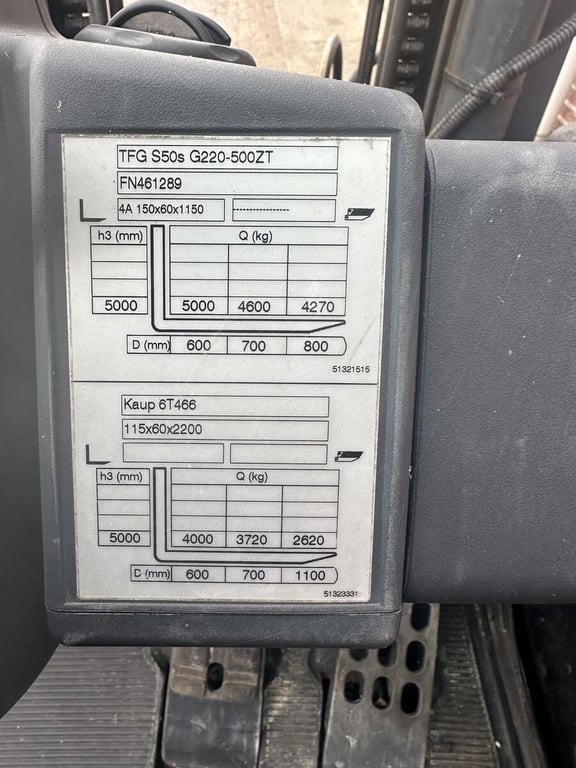 TFG S50s G220-500ZT
FN461289
4A 150x60x1150 ----------------
h3 (mm) Q (kg)
5000 5000 4600 4270
D (mm) 600 700 800
51321515
Kaup 6T466
115x60x2200
h3 (mm) Q (kg)
5000 4000 3720 2620
D (mm) 600 700 1100
51323331